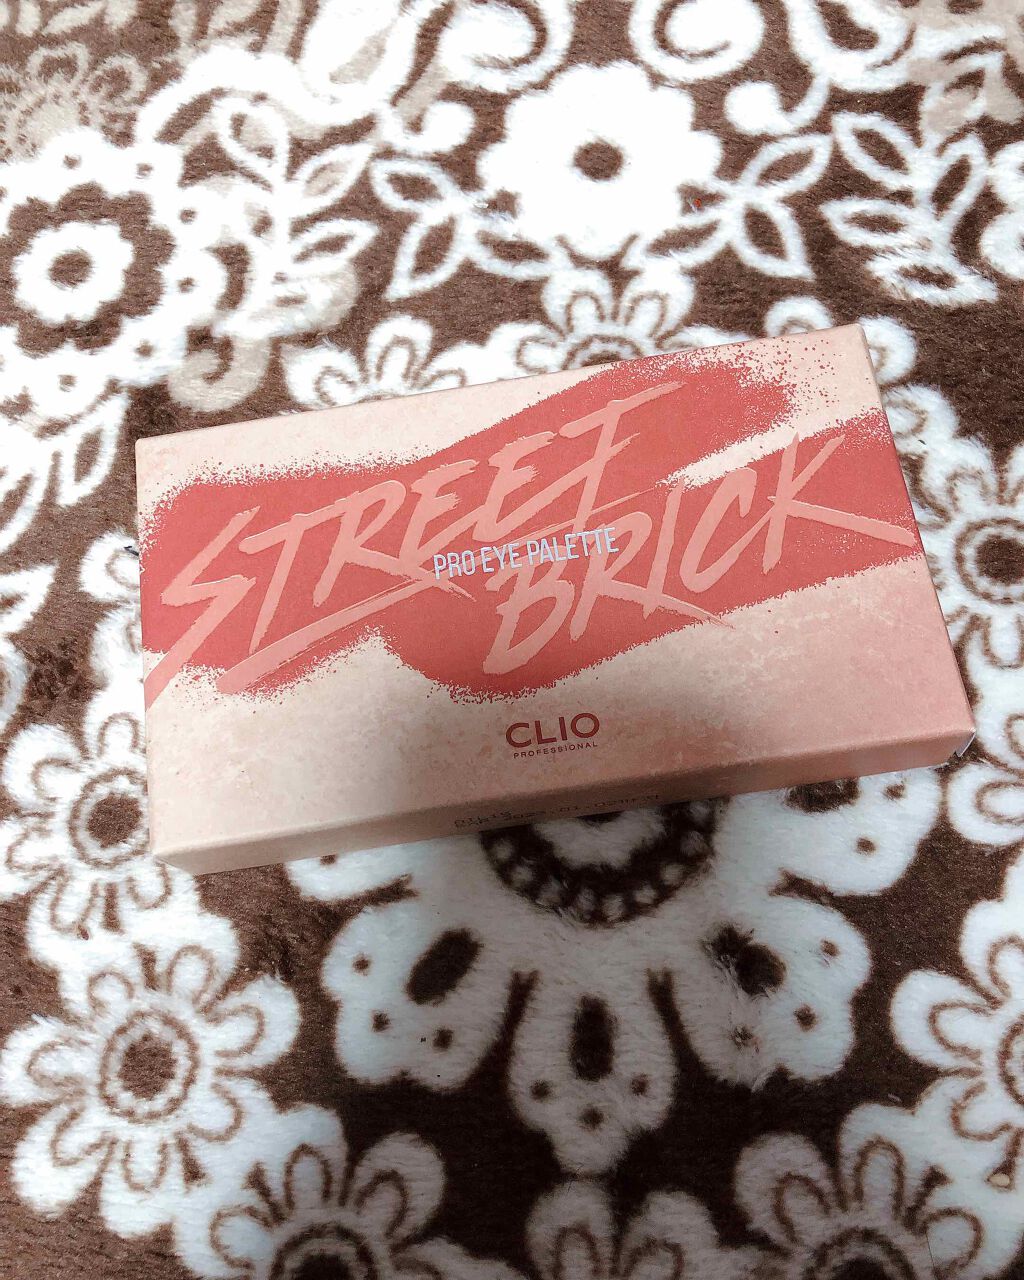 STREET
BRICK
PRO EYE PALETTE
CLIO
PROFESSIONAL